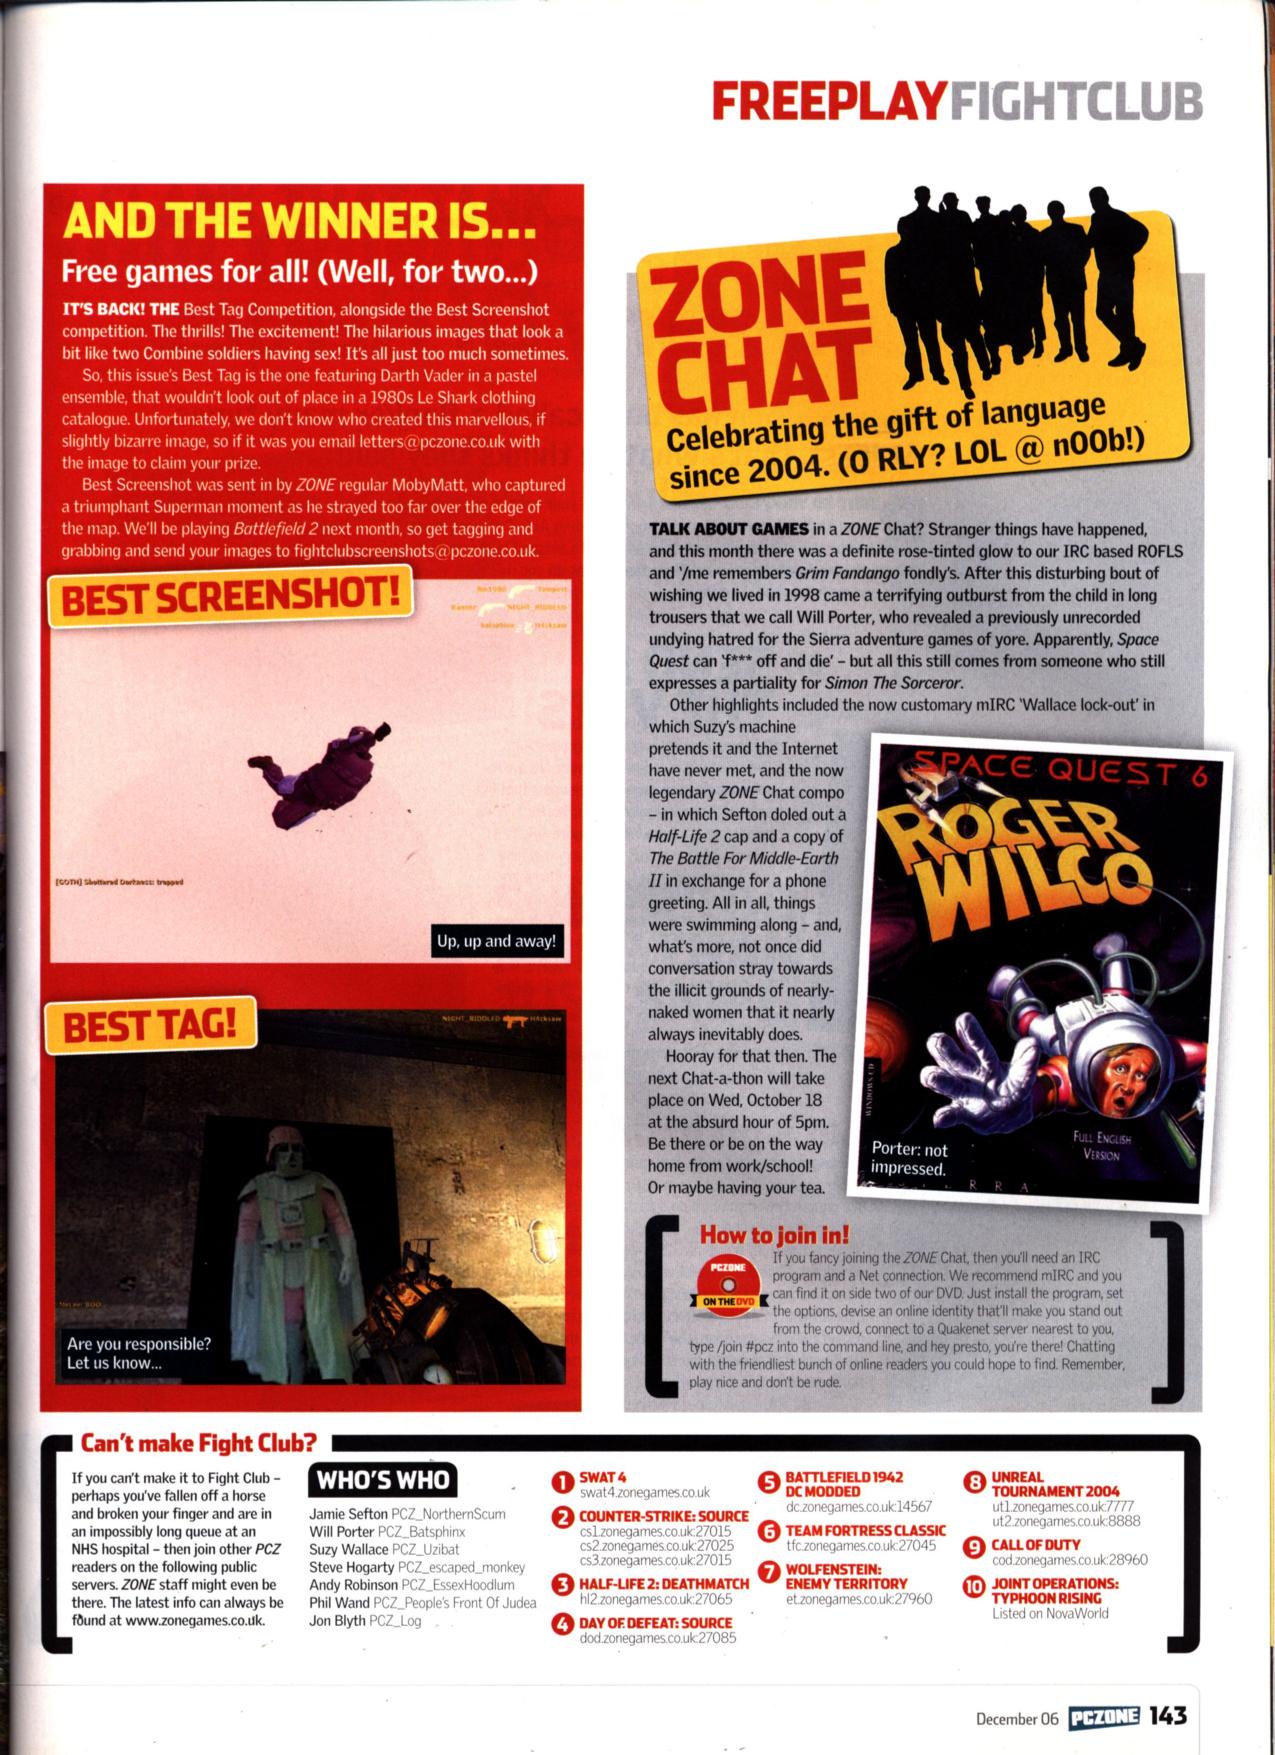 FREEPLAYFIGHTCLUB
AND THE WINNER IS...
Free games for all! (Well, for two...)
IT'S BACK! THE Best Tag Competition, alongside the Best Screenshot
competition. The thrills! The excitement! The hilarious images that look a
bit like two Combine soldiers having sex! It's all just too much sometimes.
So, this issue's Best Tag is the one featuring Darth Vader in a pastel
ensemble, that wouldn't look out of place in a 1980s Le Shark clothing
catalogue. Unfortunately, we don't know who created this marvellous, if
slightly bizarre image, so if it was you email letters@pczone.co.uk with
the image to claim your prize.
Best Screenshot was sent in by ZONE regular MobyMatt, who captured
a triumphant Superman moment as he strayed too far over the edge of
the map. We'll be playing Battlefield 2 next month, so get tagging and
grabbing and send your images to fightclubscreenshots@pczone.co.uk.
BEST SCREENSHOT!
NIGHT_RIDDLED
[GOTH] Shattered Darkness: trapped
Up, up and away!
BEST TAG!
NIGHT_RIDDLED H4cksaw
Are you responsible?
Let us know...
ZONE
CHAT
Celebrating the gift of language
since 2004. (O RLY? LOL @ n00b!)
TALK ABOUT GAMES in a ZONE Chat? Stranger things have happened,
and this month there was a definite rose-tinted glow to our IRC based ROFLS
and '/me remembers Grim Fandango fondly's. After this disturbing bout of
wishing we lived in 1998 came a terrifying outburst from the child in long
trousers that we call Will Porter, who revealed a previously unrecorded
undying hatred for the Sierra adventure games of yore. Apparently, Space
Quest can 'f*** off and die' – but all this still comes from someone who still
expresses a partiality for Simon The Sorceror.
Other highlights included the now customary mIRC 'Wallace lock-out' in
which Suzy's machine
pretends it and the Internet
have never met, and the now
legendary ZONE Chat compo
– in which Sefton doled out a
Half-Life 2 cap and a copy of
The Battle For Middle-Earth
II in exchange for a phone
greeting. All in all, things
were swimming along – and,
what's more, not once did
conversation stray towards
the illicit grounds of nearly-
naked women that it nearly
always inevitably does.
Hooray for that then. The
next Chat-a-thon will take
place on Wed, October 18
at the absurd hour of 5pm.
Be there or be on the way
home from work/school!
Or maybe having your tea.
SPACE QUEST 6
ROGER
WILCO
WINDOWS CD
FULL ENGLISH
VERSION
Porter: not
impressed.
R R A
How to join in!
PCZONE
ON THE DVD
If you fancy joining the ZONE Chat, then you'll need an IRC
program and a Net connection. We recommend mIRC and you
can find it on side two of our DVD. Just install the program, set
the options, devise an online identity that'll make you stand out
from the crowd, connect to a Quakenet server nearest to you,
type /join #pcz into the command line, and hey presto, you're there! Chatting
with the friendliest bunch of online readers you could hope to find. Remember,
play nice and don't be rude.
Can't make Fight Club?
If you can't make it to Fight Club –
perhaps you've fallen off a horse
and broken your finger and are in
an impossibly long queue at an
NHS hospital – then join other PCZ
readers on the following public
servers. ZONE staff might even be
there. The latest info can always be
found at www.zonegames.co.uk.
WHO'S WHO
Jamie Sefton PCZ_NorthernScum
Will Porter PCZ_Batsphinx
Suzy Wallace PCZ_Uzibat
Steve Hogarty PCZ_escaped_monkey
Andy Robinson PCZ_EssexHoodlum
Phil Wand PCZ_People's Front Of Judea
Jon Blyth PCZ_Log
1 SWAT 4
swat4.zonegames.co.uk
2 COUNTER-STRIKE: SOURCE
cs1.zonegames.co.uk:27015
cs2.zonegames.co.uk:27025
cs3.zonegames.co.uk:27015
3 HALF-LIFE 2: DEATHMATCH
hl2.zonegames.co.uk:27065
4 DAY OF DEFEAT: SOURCE
dod.zonegames.co.uk:27085
5 BATTLEFIELD 1942
DC MODDED
dc.zonegames.co.uk:14567
6 TEAM FORTRESS CLASSIC
tfc.zonegames.co.uk:27045
7 WOLFENSTEIN:
ENEMY TERRITORY
et.zonegames.co.uk:27960
8 UNREAL
TOURNAMENT 2004
ut1.zonegames.co.uk:7777
ut2.zonegames.co.uk:8888
9 CALL OF DUTY
cod.zonegames.co.uk:28960
10 JOINT OPERATIONS:
TYPHOON RISING
Listed on NovaWorld
December 06 PCZONE 143